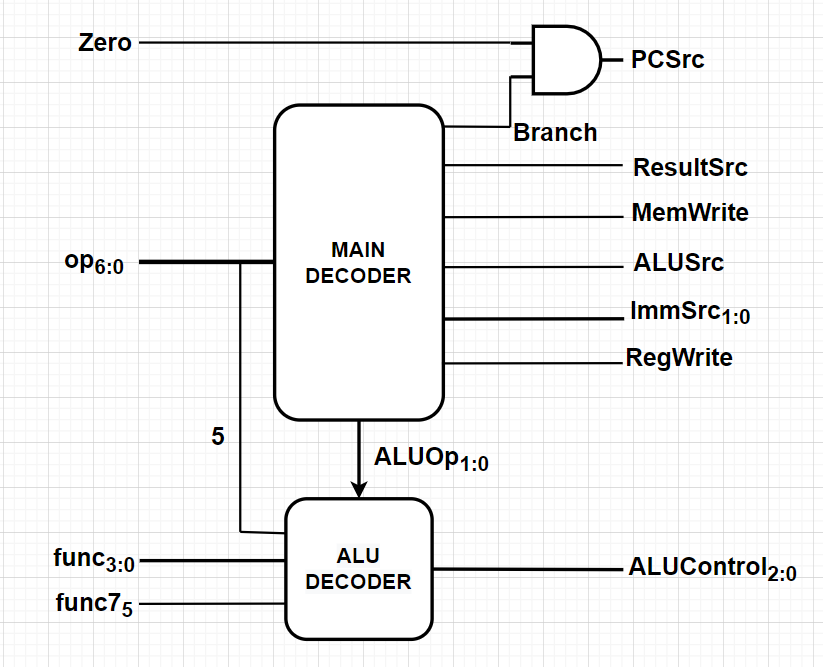 Zero
PCSrc
Branch
ResultSrc
MemWrite
ALUSrc
ImmSrc1:0
RegWrite
op6:0
MAIN
DECODER
5
ALUOp1:0
func3:0
func75
ALU
DECODER
ALUControl2:0